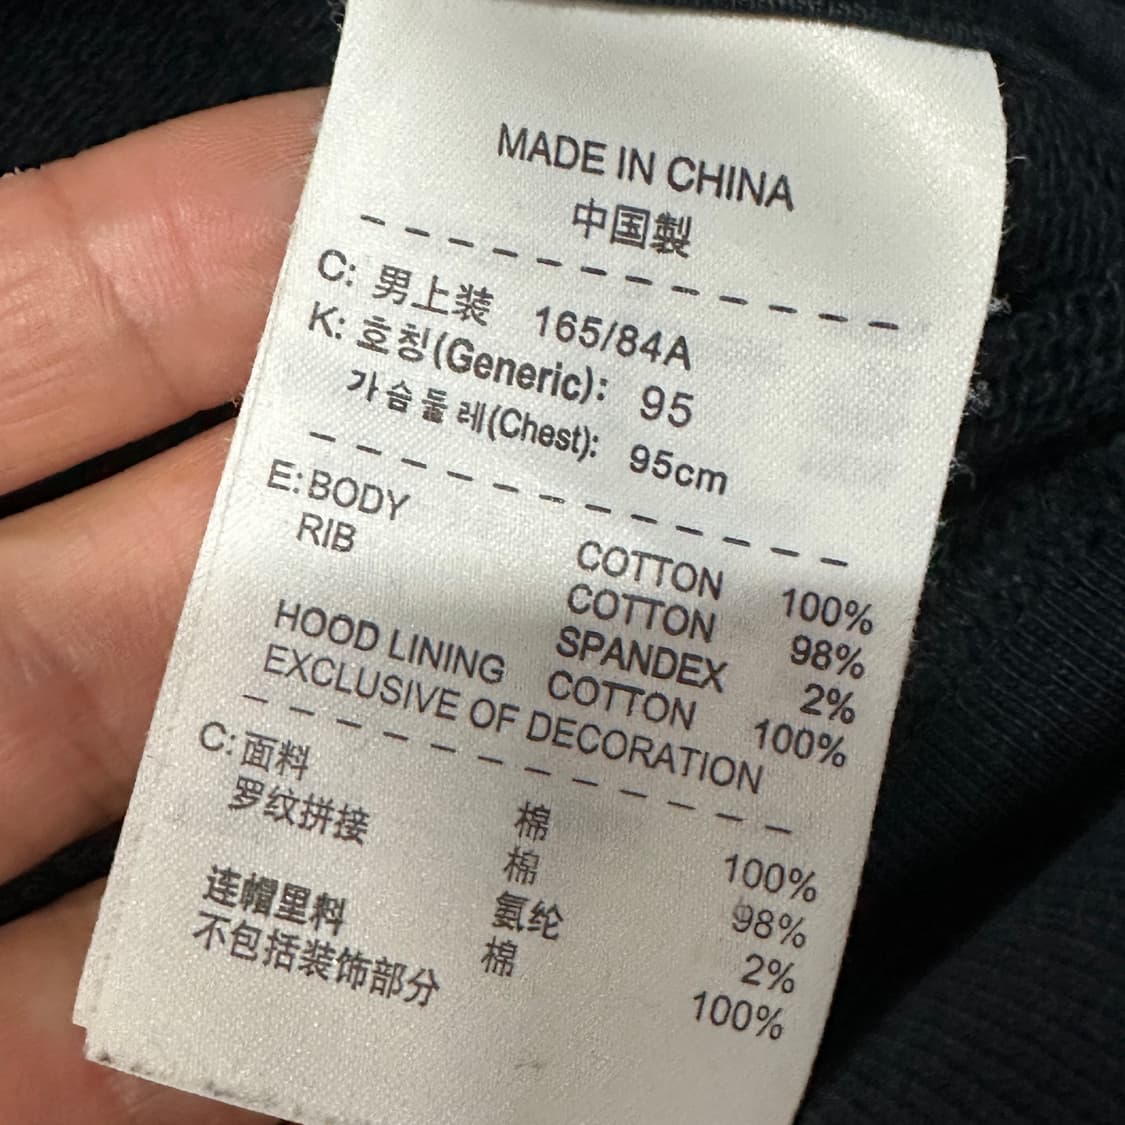 MADE IN CHINA
中国製
C: 男上装 165/84A
K: 호칭(Generic): 95
가슴둘레(Chest): 95cm
E: BODY COTTON 100%
RIB COTTON 98%
SPANDEX 2%
HOOD LINING COTTON 100%
EXCLUSIVE OF DECORATION
C: 面料 棉 100%
罗纹拼接 棉 98%
氨纶 2%
连帽里料 棉 100%
不包括装饰部分